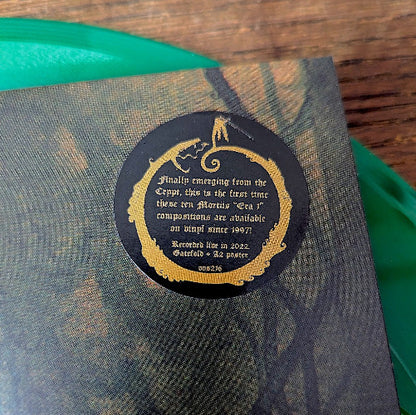 Finally emerging from the
Crypt, this is the first time
these ten Mortiis "Era 1"
compositions are available
on vinyl since 1997!
Recorded live in 2022.
Gatefold + A2 poster